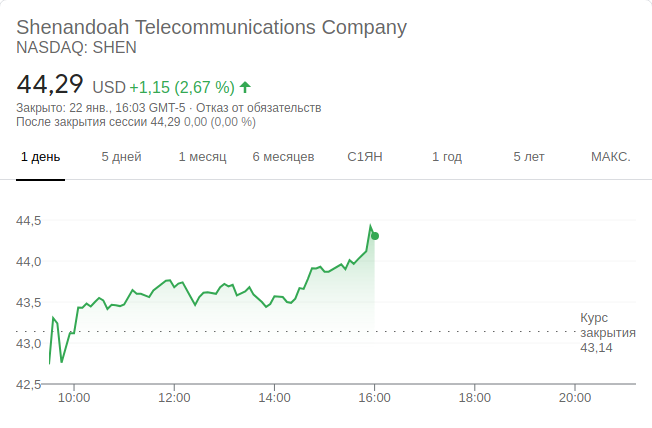 Shenandoah Telecommunications Company
NASDAQ: SHEN
44,29 USD +1,15 (2,67 %)
Закрыто: 22 янв., 16:03 GMT-5 · Отказ от обязательств
После закрытия сессии 44,29 0,00 (0,00 %)
1 день 5 дней 1 месяц 6 месяцев С1ЯН 1 год 5 лет МАКС.
44,5
44,0
43,5
43,0
42,5
Курс
закрытия
43,14
10:00 12:00 14:00 16:00 18:00 20:00